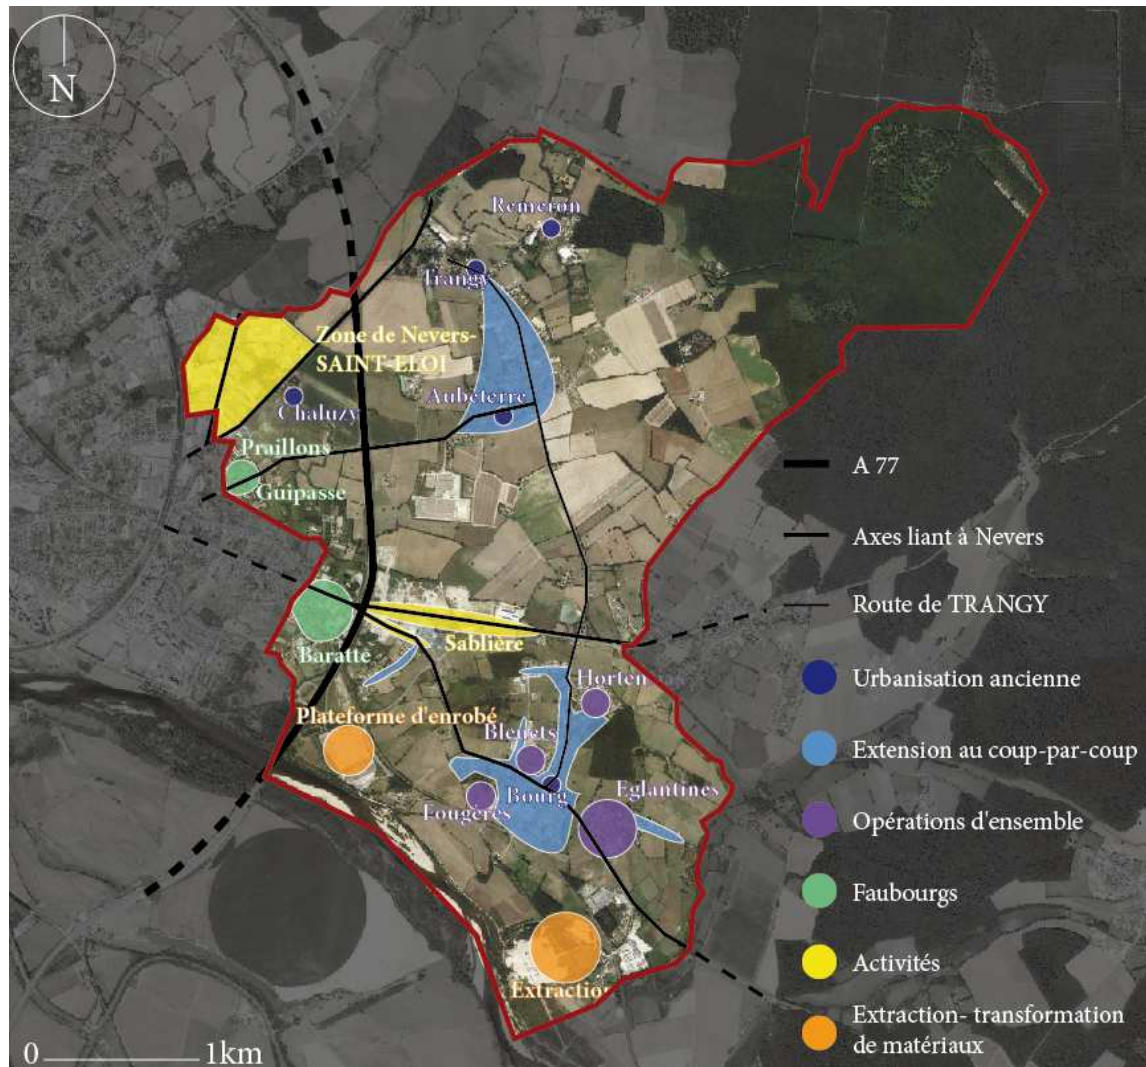 N
Remeron
Trangy
Zone de Nevers-
SAINT-ELOI
Chaluzy
Aubeterre
Praillons
Guipasse
Baratte
Sablière
Horten
Plateforme d'enrobé
Bleuets
Bourg
Eglantines
Fougères
Extraction
0
1km
A 77
Axes liant à Nevers
Route de TRANGY
Urbanisation ancienne
Extension au coup-par-coup
Opérations d'ensemble
Faubourgs
Activités
Extraction- transformation
de matériaux